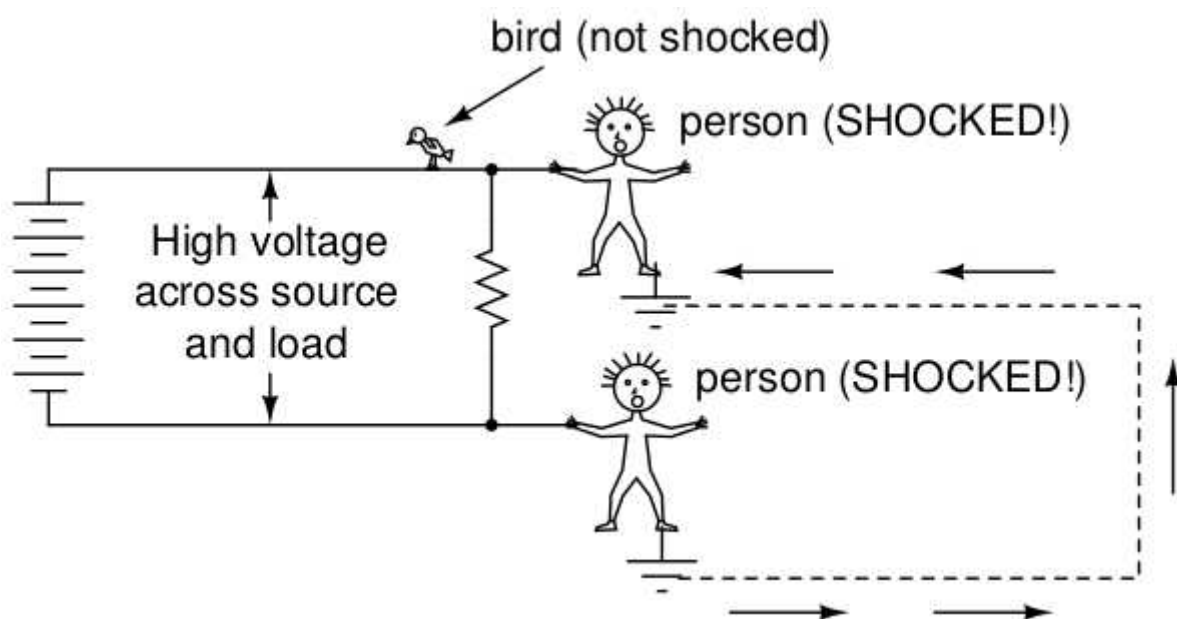 bird (not shocked)
person (SHOCKED!)
High voltage
across source
and load
person (SHOCKED!)